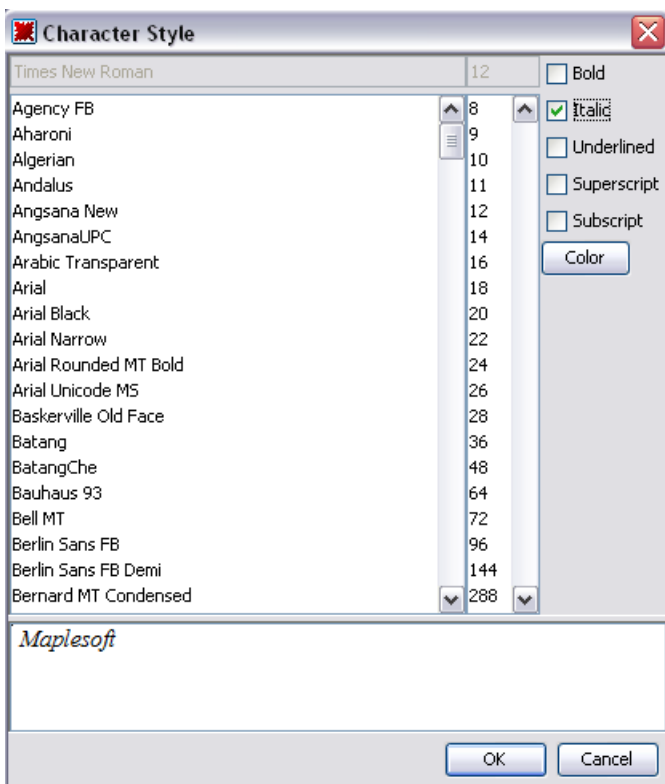 Character Style
Times New Roman 12
Bold
Agency FB 8
Italic
Aharoni 9
Algerian 10
Underlined
Andalus 11
Superscript
Angsana New 12
Subscript
AngsanaUPC 14
Arabic Transparent 16
Color
Arial 18
Arial Black 20
Arial Narrow 22
Arial Rounded MT Bold 24
Arial Unicode MS 26
Baskerville Old Face 28
Batang 36
BatangChe 48
Bauhaus 93 64
Bell MT 72
Berlin Sans FB 96
Berlin Sans FB Demi 144
Bernard MT Condensed 288
Maplesoft
OK Cancel